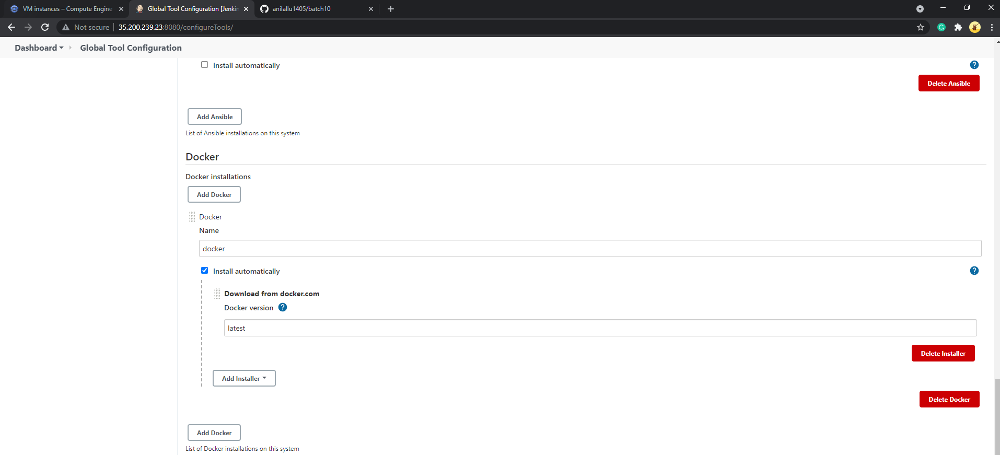 VM instances – Compute Engine
Global Tool Configuration [Jenkin
anilallu1405/batch10
Not secure
35.200.239.23:8080/configureTools/
Dashboard
Global Tool Configuration
Install automatically
?
Delete Ansible
Add Ansible
List of Ansible installations on this system
Docker
Docker installations
Add Docker
Docker
Name
docker
Install automatically
?
Download from docker.com
Docker version ?
latest
Delete Installer
Add Installer
Delete Docker
Add Docker
List of Docker installations on this system